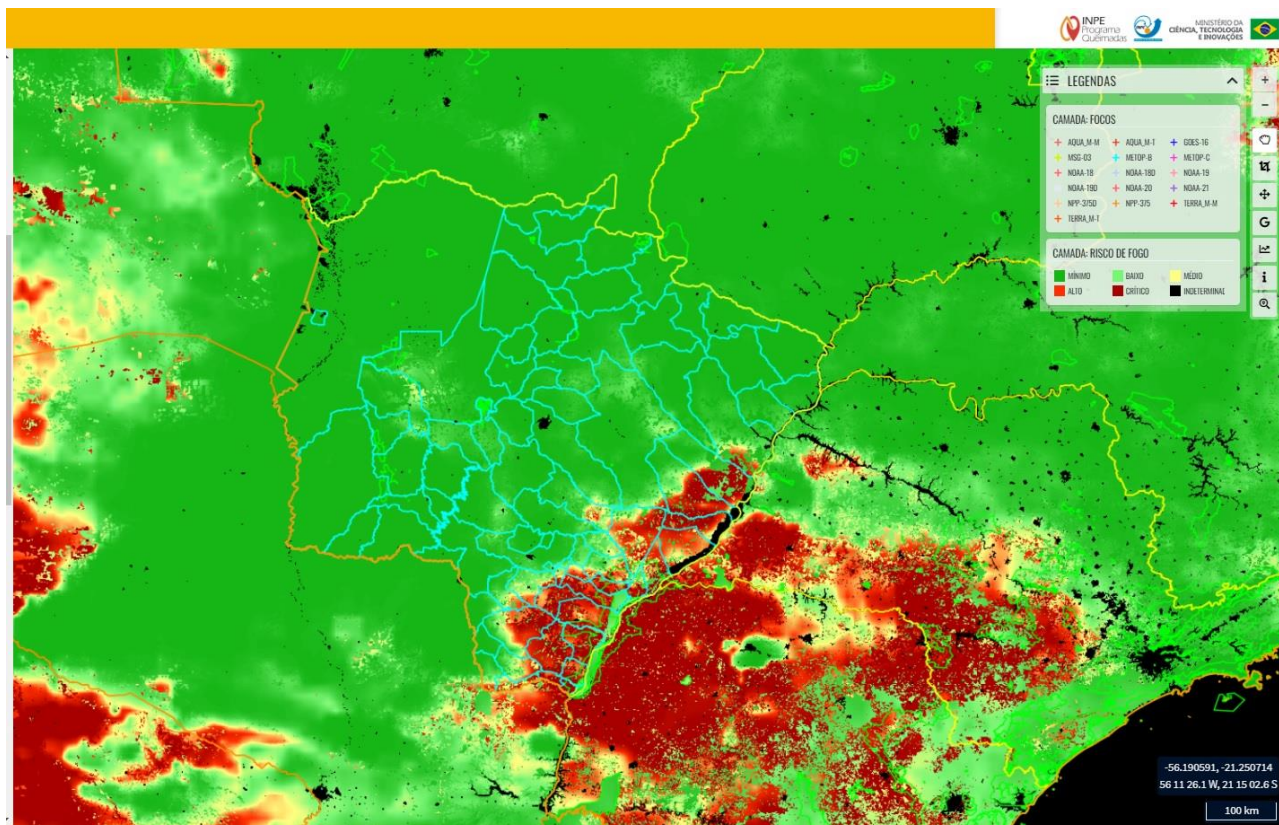 INPE
Programa
Queimadas
MINISTÉRIO DA
CIÊNCIA, TECNOLOGIA
E INOVAÇÕES
LEGENDAS
CAMADA: FOCOS
AQUA_M-M
AQUA_M-T
GOES-16
MSG-03
METOP-B
METOP-C
NOAA-18
NOAA-18D
NOAA-19
NOAA-19D
NOAA-20
NOAA-21
NPP-375D
NPP-375
TERRA_M-M
TERRA_M-T
CAMADA: RISCO DE FOGO
MÍNIMO
BAIXO
MÉDIO
ALTO
CRÍTICO
INDETERMINAD
+
−
G
i
-56.190591, -21.250714
56 11 26.1 W, 21 15 02.6 S
100 km